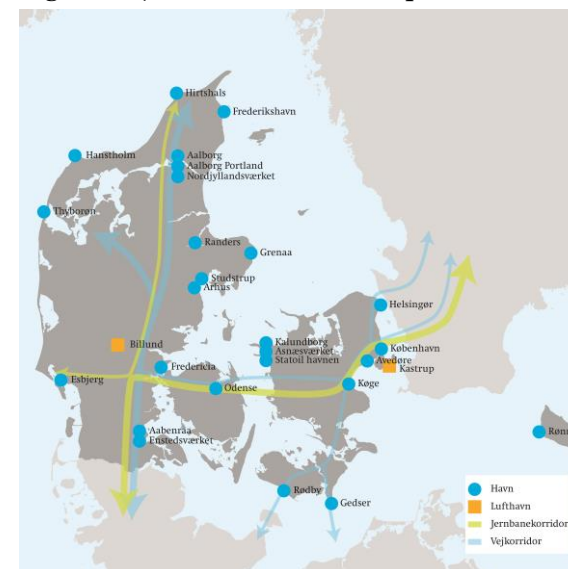 Hirtshals
Frederikshavn
Hanstholm
Aalborg
Aalborg Portland
Nordjyllandsværket
Thyborøn
Randers
Grenaa
Studstrup
Århus
Helsingør
Billund
Kalundborg
Asnæsværket
Statoil havnen
København
Avedøre
Kastrup
Fredericia
Esbjerg
Odense
Køge
Aabenraa
Enstedsværket
Rødby
Gedser
Røn
Havn
Lufthavn
Jernbanekorridor
Vejkorridor